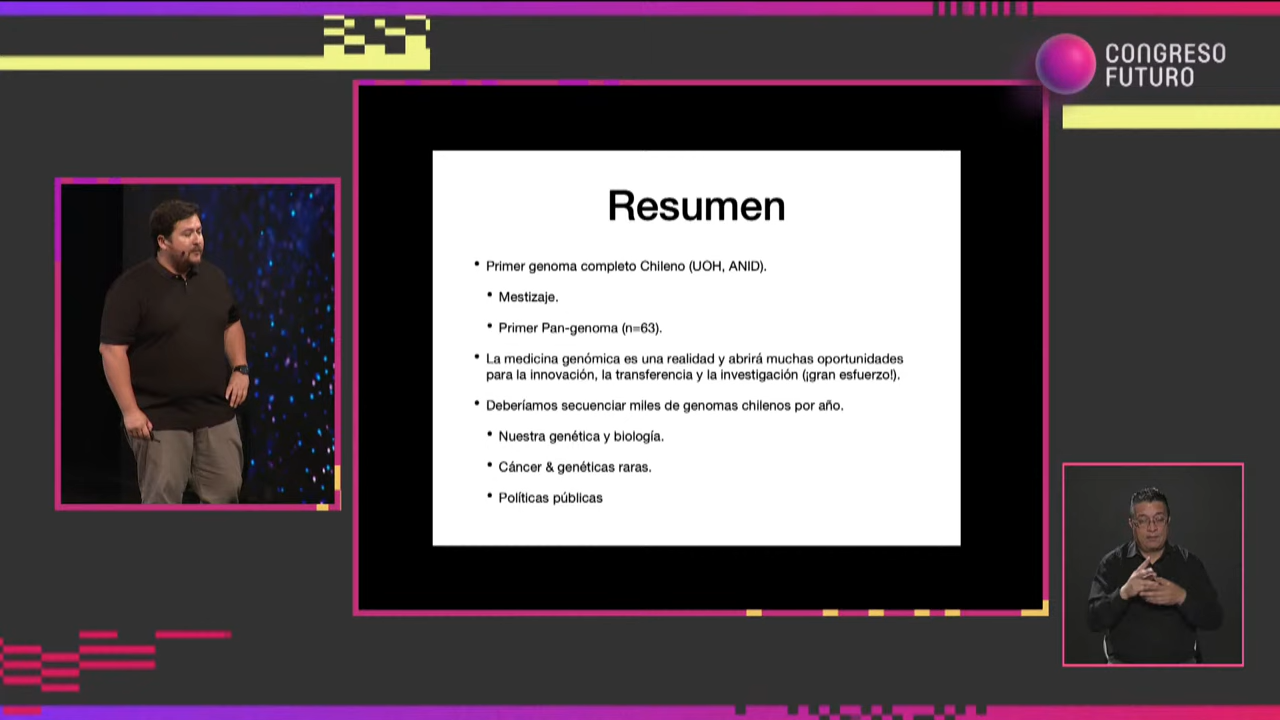 CONGRESO
FUTURO
Resumen
• Primer genoma completo Chileno (UOH, ANID).
• Mestizaje.
• Primer Pan-genoma (n=63).
• La medicina genómica es una realidad y abrirá muchas oportunidades
para la innovación, la transferencia y la investigación (¡gran esfuerzo!).
• Deberíamos secuenciar miles de genomas chilenos por año.
• Nuestra genética y biología.
• Cáncer & genéticas raras.
• Políticas públicas